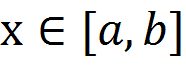 x ∈ [𝑎, 𝑏]